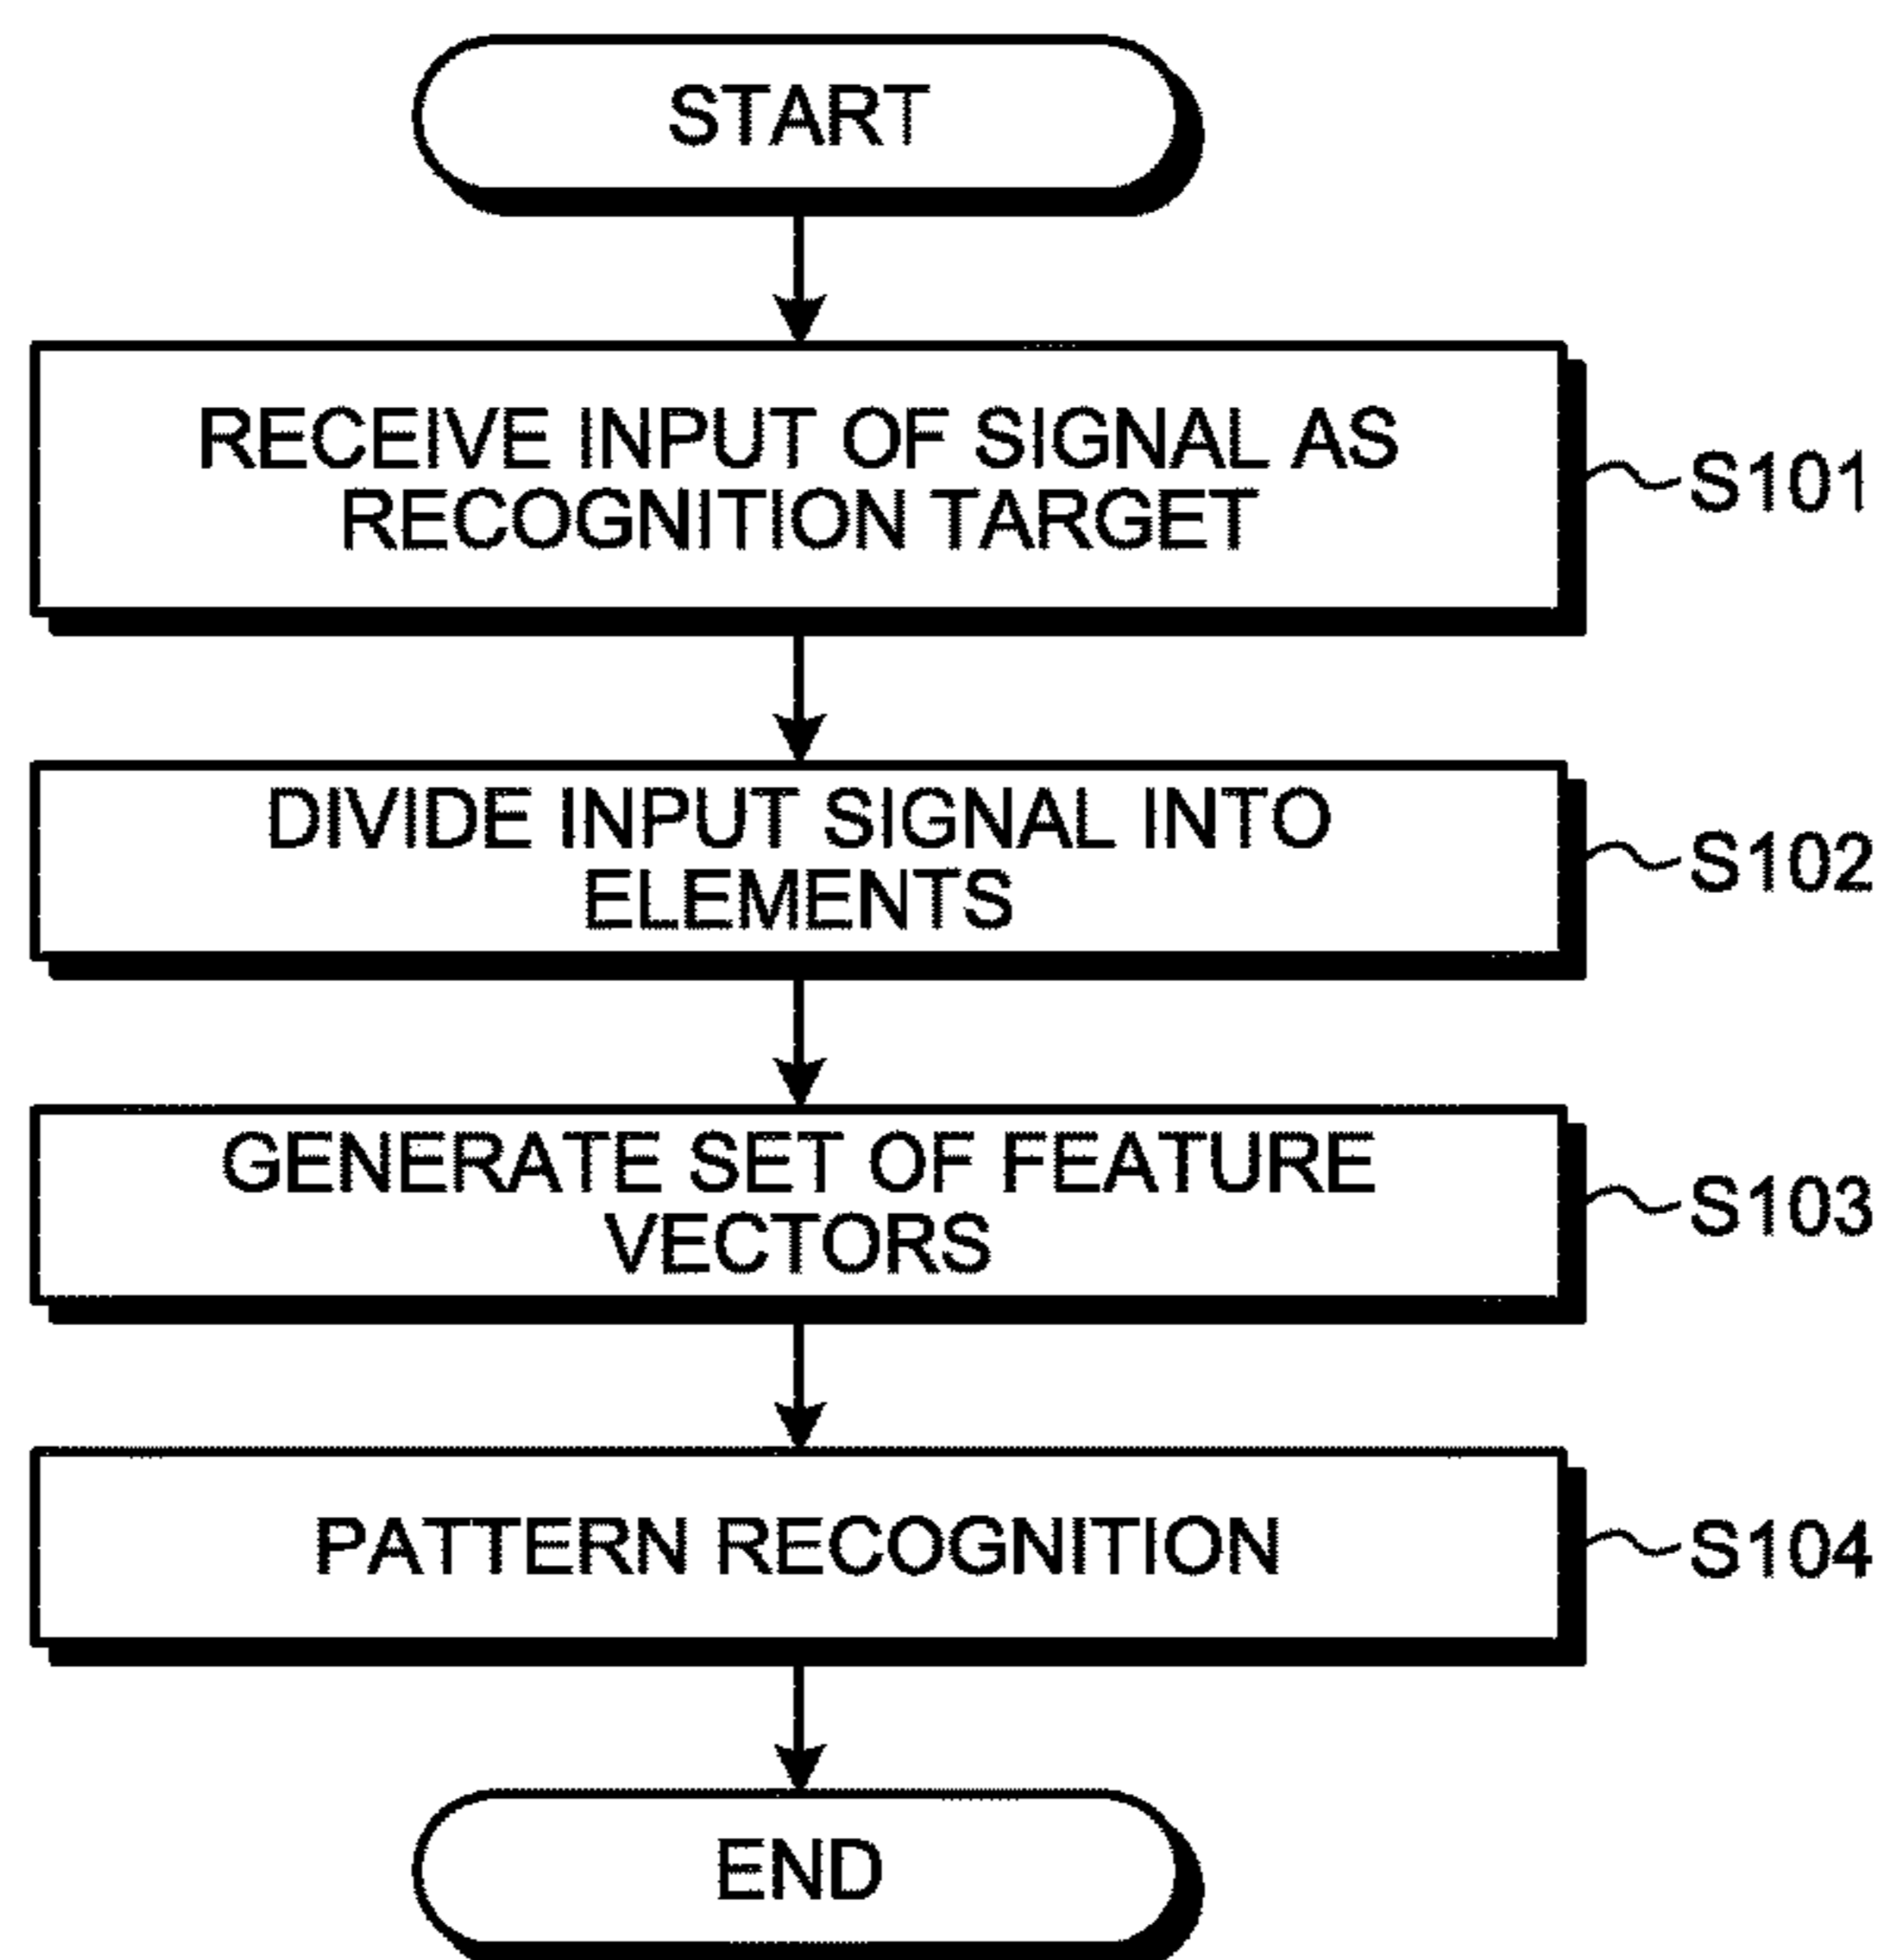 START
RECEIVE INPUT OF SIGNAL AS
RECOGNITION TARGET
S101
DIVIDE INPUT SIGNAL INTO
ELEMENTS
S102
GENERATE SET OF FEATURE
VECTORS
S103
PATTERN RECOGNITION
S104
END